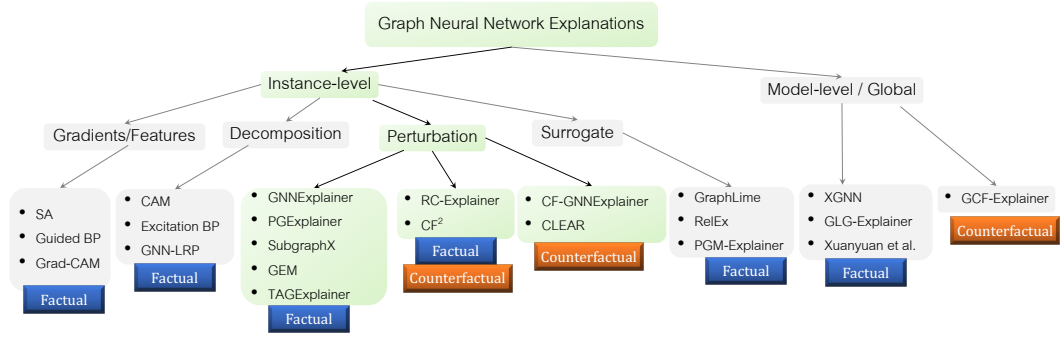 Graph Neural Network Explanations
Instance-level
Model-level / Global
Gradients/Features
Decomposition
Perturbation
Surrogate
• SA
• Guided BP
• Grad-CAM
Factual
• CAM
• Excitation BP
• GNN-LRP
Factual
• GNNExplainer
• PGExplainer
• SubgraphX
• GEM
• TAGExplainer
Factual
• RC-Explainer
• CF²
Factual
Counterfactual
• CF-GNNExplainer
• CLEAR
Counterfactual
• GraphLime
• RelEx
• PGM-Explainer
Factual
• XGNN
• GLG-Explainer
• Xuanyuan et al.
Factual
• GCF-Explainer
Counterfactual